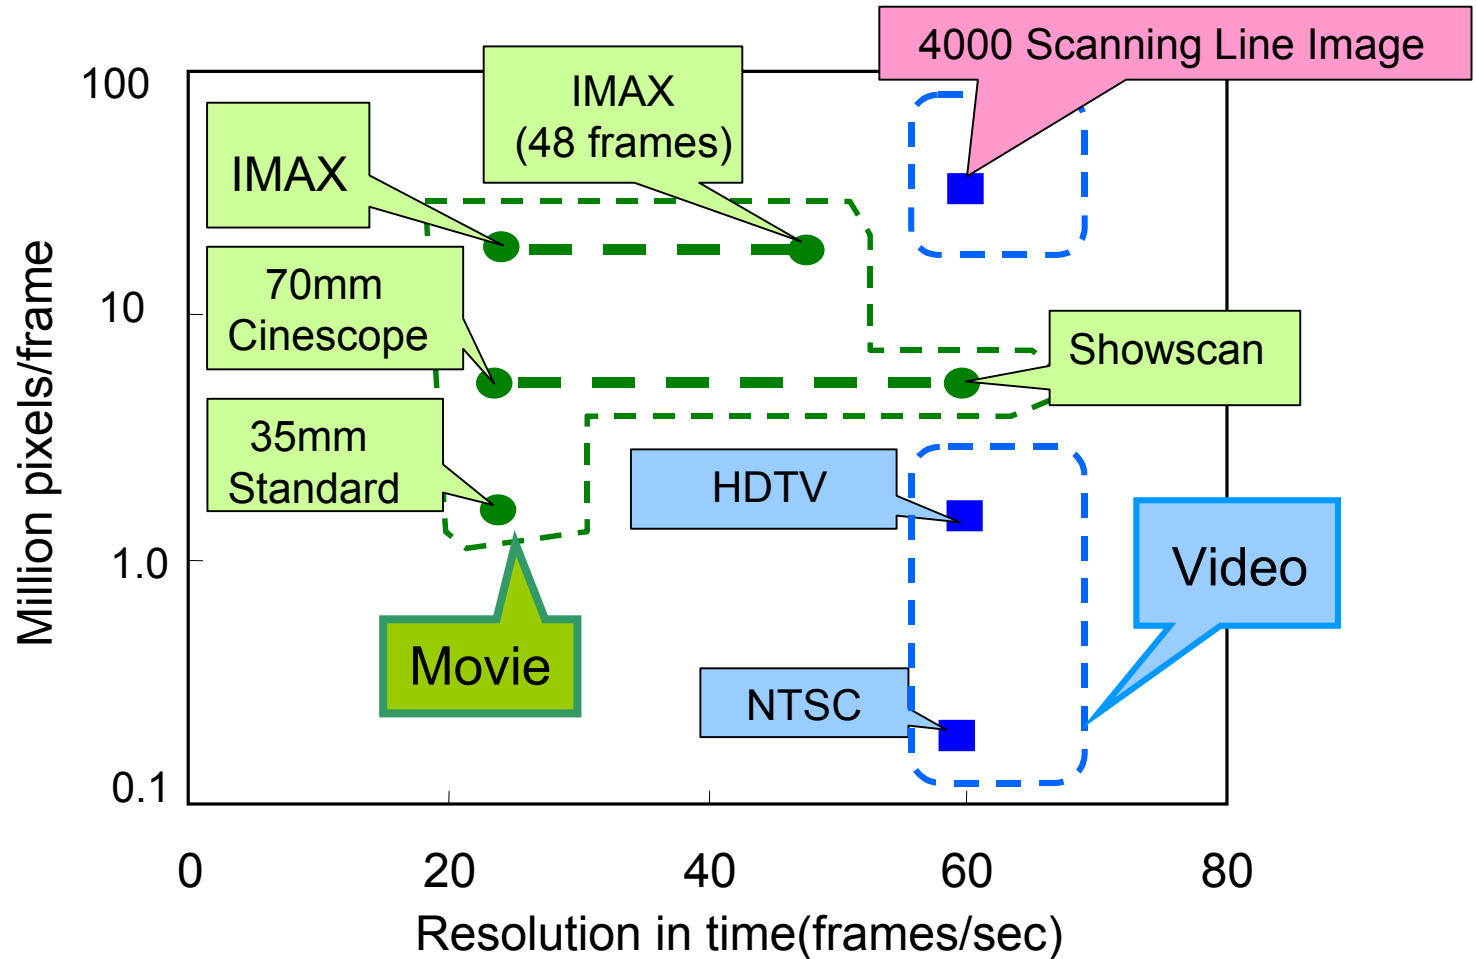 4000 Scanning Line Image
100
IMAX
(48 frames)
IMAX
70mm
Cinescope
10
Showscan
35mm
Standard
HDTV
1.0
Video
Movie
NTSC
0.1
0
20
40
60
80
Million pixels/frame
Resolution in time(frames/sec)